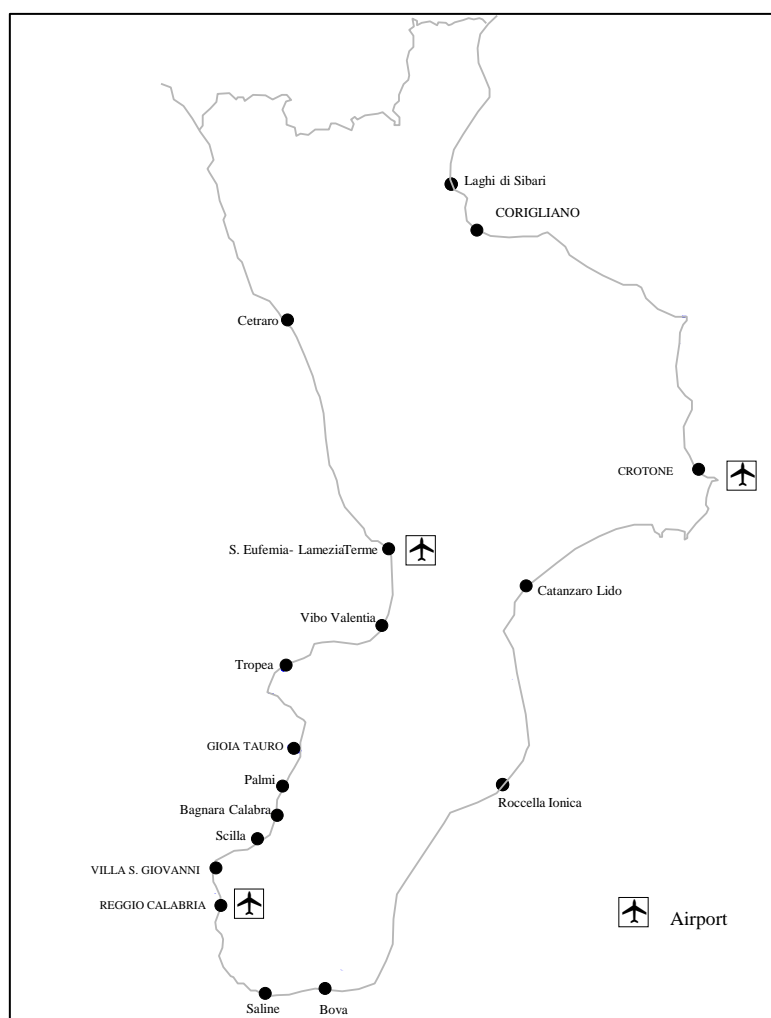 Laghi di Sibari
CORIGLIANO
Cetraro
CROTONE
S. Eufemia- LameziaTerme
Catanzaro Lido
Vibo Valentia
Tropea
GIOIA TAURO
Palmi
Roccella Ionica
Bagnara Calabra
Scilla
VILLA S. GIOVANNI
REGGIO CALABRIA
Airport
Saline
Bova